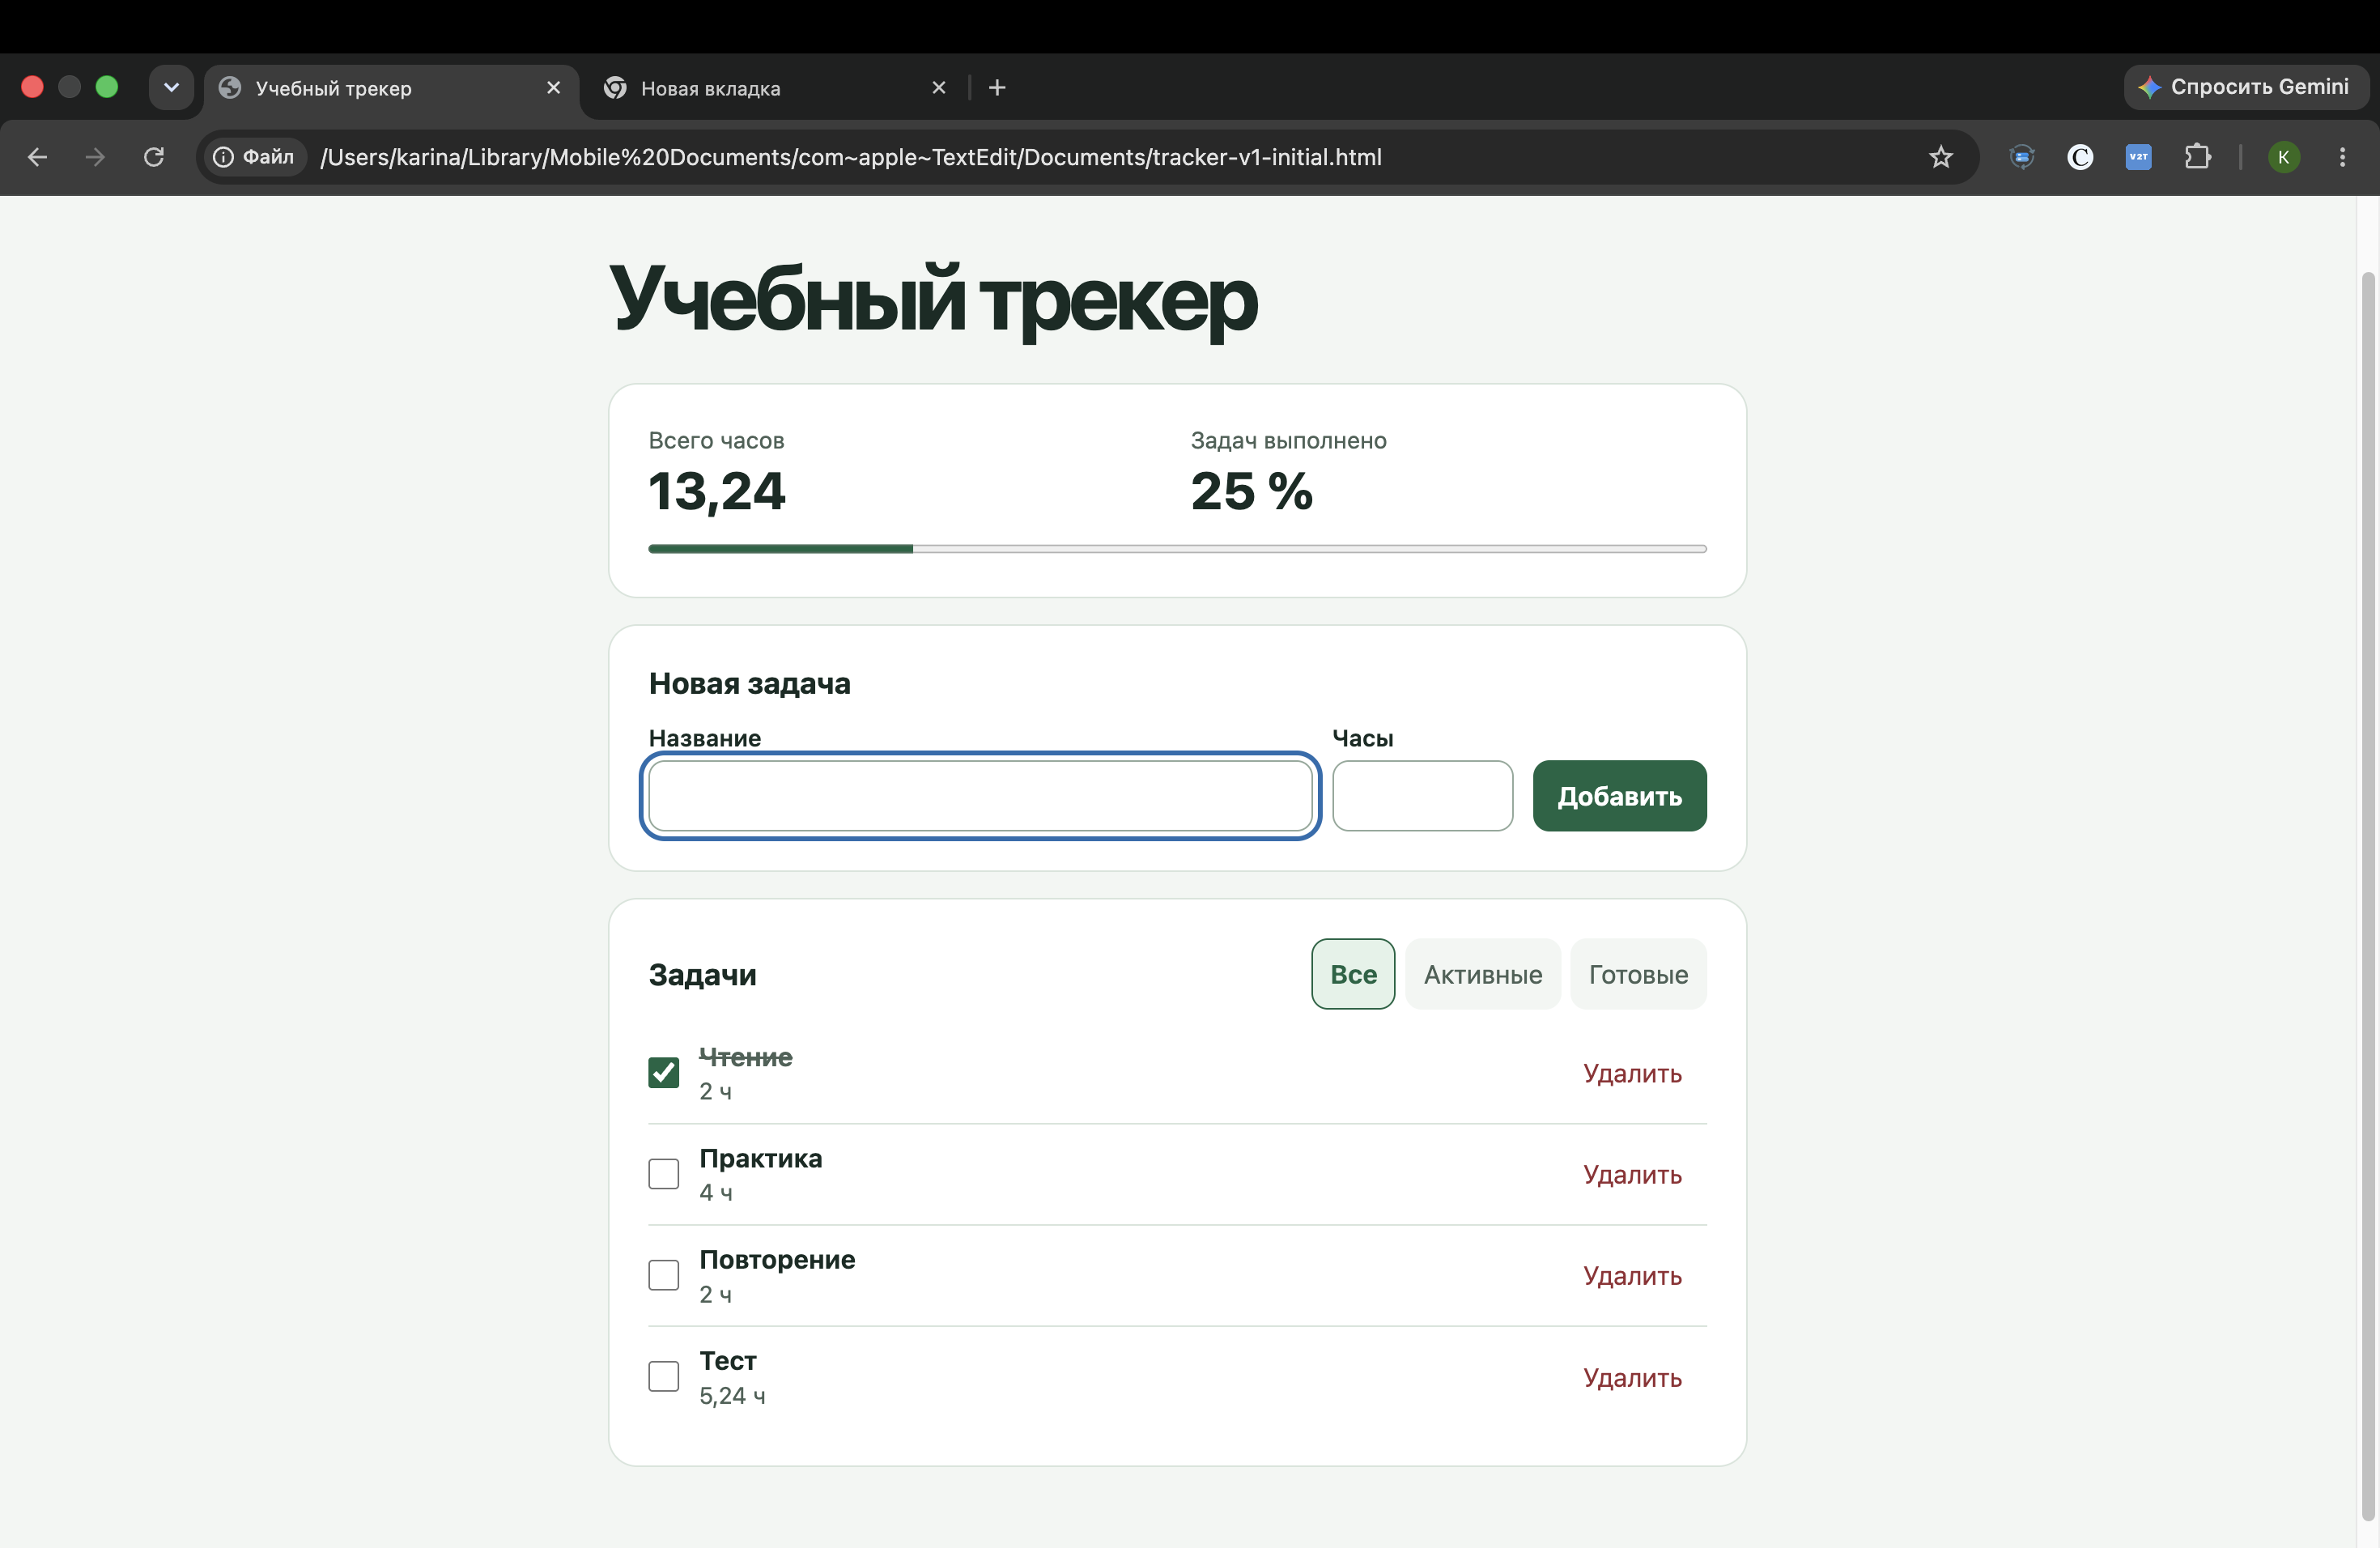 Учебный трекер
Новая вкладка
Спросить Gemini
Файл
/Users/karina/Library/Mobile%20Documents/com~apple~TextEdit/Documents/tracker-v1-initial.html
C
V2T
K
Учебный трекер
Всего часов
Задач выполнено
13,24
25 %
Новая задача
Название
Часы
Добавить
Задачи
Все
Активные
Готовые
Чтение
2 ч
Удалить
Практика
4 ч
Удалить
Повторение
2 ч
Удалить
Тест
5,24 ч
Удалить